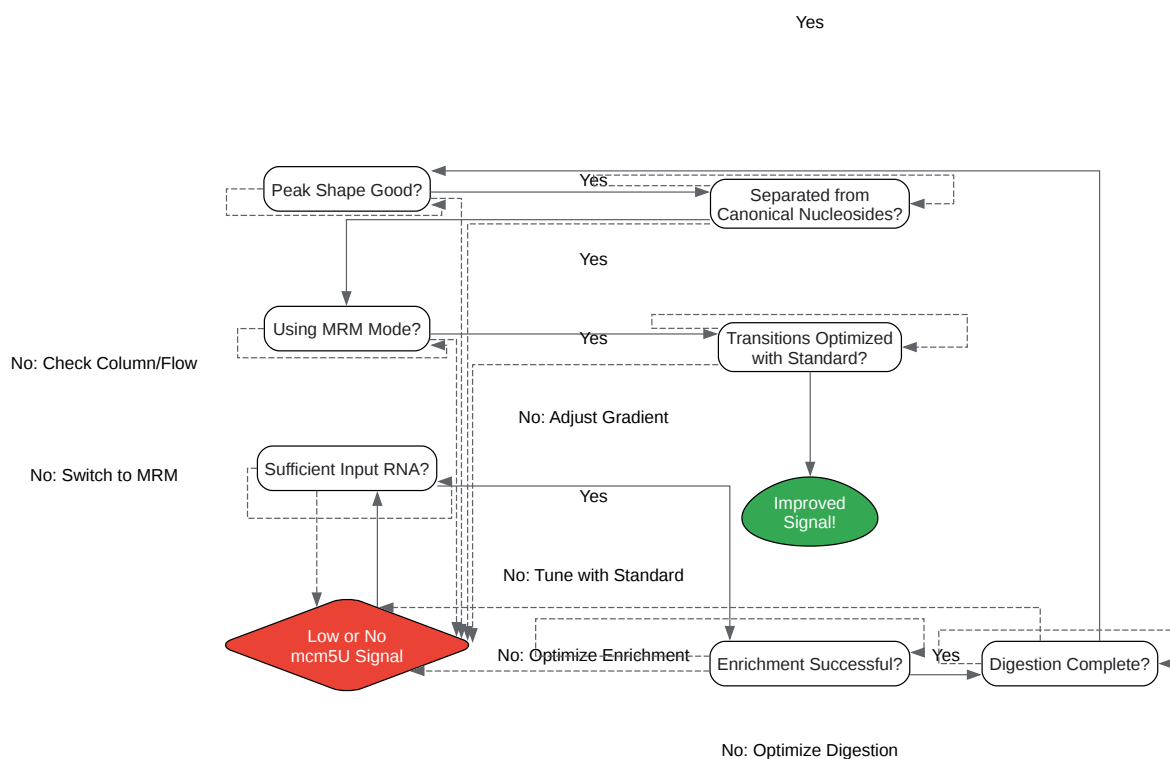 Yes
Peak Shape Good?
Yes
Separated from
Canonical Nucleosides?
Yes
Using MRM Mode?
Yes
Transitions Optimized
with Standard?
No: Check Column/Flow
No: Adjust Gradient
Sufficient Input RNA?
No: Switch to MRM
Yes
Improved
Signal!
No: Tune with Standard
Low or No
mcm5U Signal
No: Optimize Enrichment
Enrichment Successful?
Yes
Digestion Complete?
No: Optimize Digestion